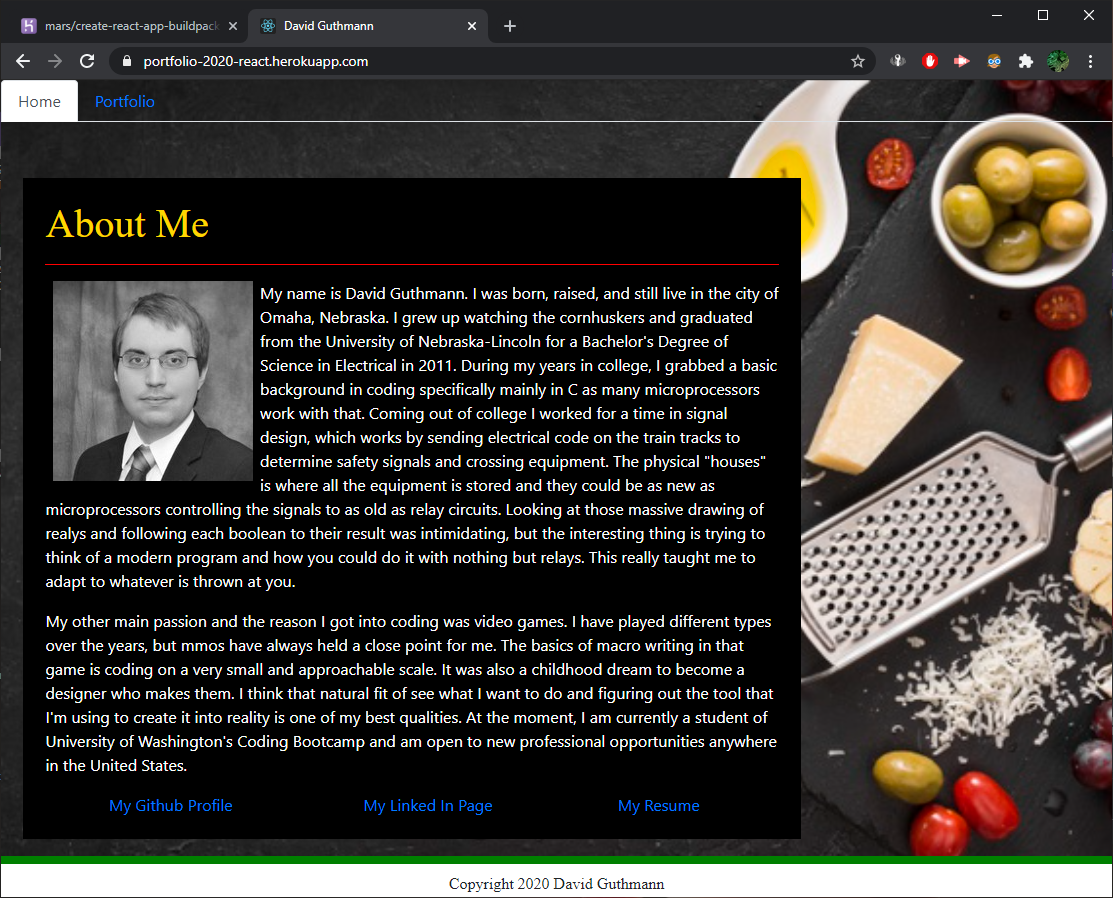 mars/create-react-app-buildpack
David Guthmann
portfolio-2020-react.herokuapp.com
Home
Portfolio
About Me
My name is David Guthmann. I was born, raised, and still live in the city of
Omaha, Nebraska. I grew up watching the cornhuskers and graduated
from the University of Nebraska-Lincoln for a Bachelor's Degree of
Science in Electrical in 2011. During my years in college, I grabbed a basic
background in coding specifically mainly in C as many microprocessors
work with that. Coming out of college I worked for a time in signal
design, which works by sending electrical code on the train tracks to
determine safety signals and crossing equipment. The physical "houses"
is where all the equipment is stored and they could be as new as
microprocessors controlling the signals to as old as relay circuits. Looking at those massive drawing of
realys and following each boolean to their result was intimidating, but the interesting thing is trying to
think of a modern program and how you could do it with nothing but relays. This really taught me to
adapt to whatever is thrown at you.
My other main passion and the reason I got into coding was video games. I have played different types
over the years, but mmos have always held a close point for me. The basics of macro writing in that
game is coding on a very small and approachable scale. It was also a childhood dream to become a
designer who makes them. I think that natural fit of see what I want to do and figuring out the tool that
I'm using to create it into reality is one of my best qualities. At the moment, I am currently a student of
University of Washington's Coding Bootcamp and am open to new professional opportunities anywhere
in the United States.
My Github Profile
My Linked In Page
My Resume
Copyright 2020 David Guthmann